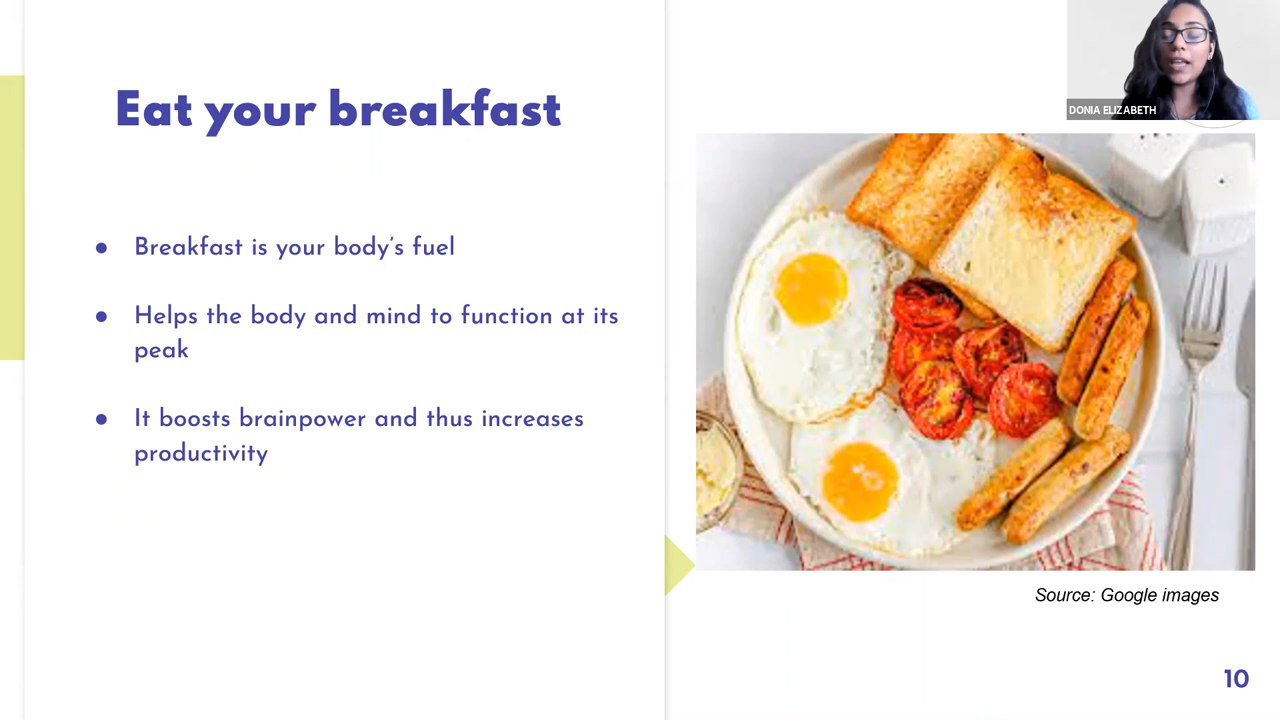 Eat your breakfast
● Breakfast is your body's fuel
● Helps the body and mind to function at its
peak
● It boosts brainpower and thus increases
productivity
DONIA ELIZABETH
Source: Google images
10